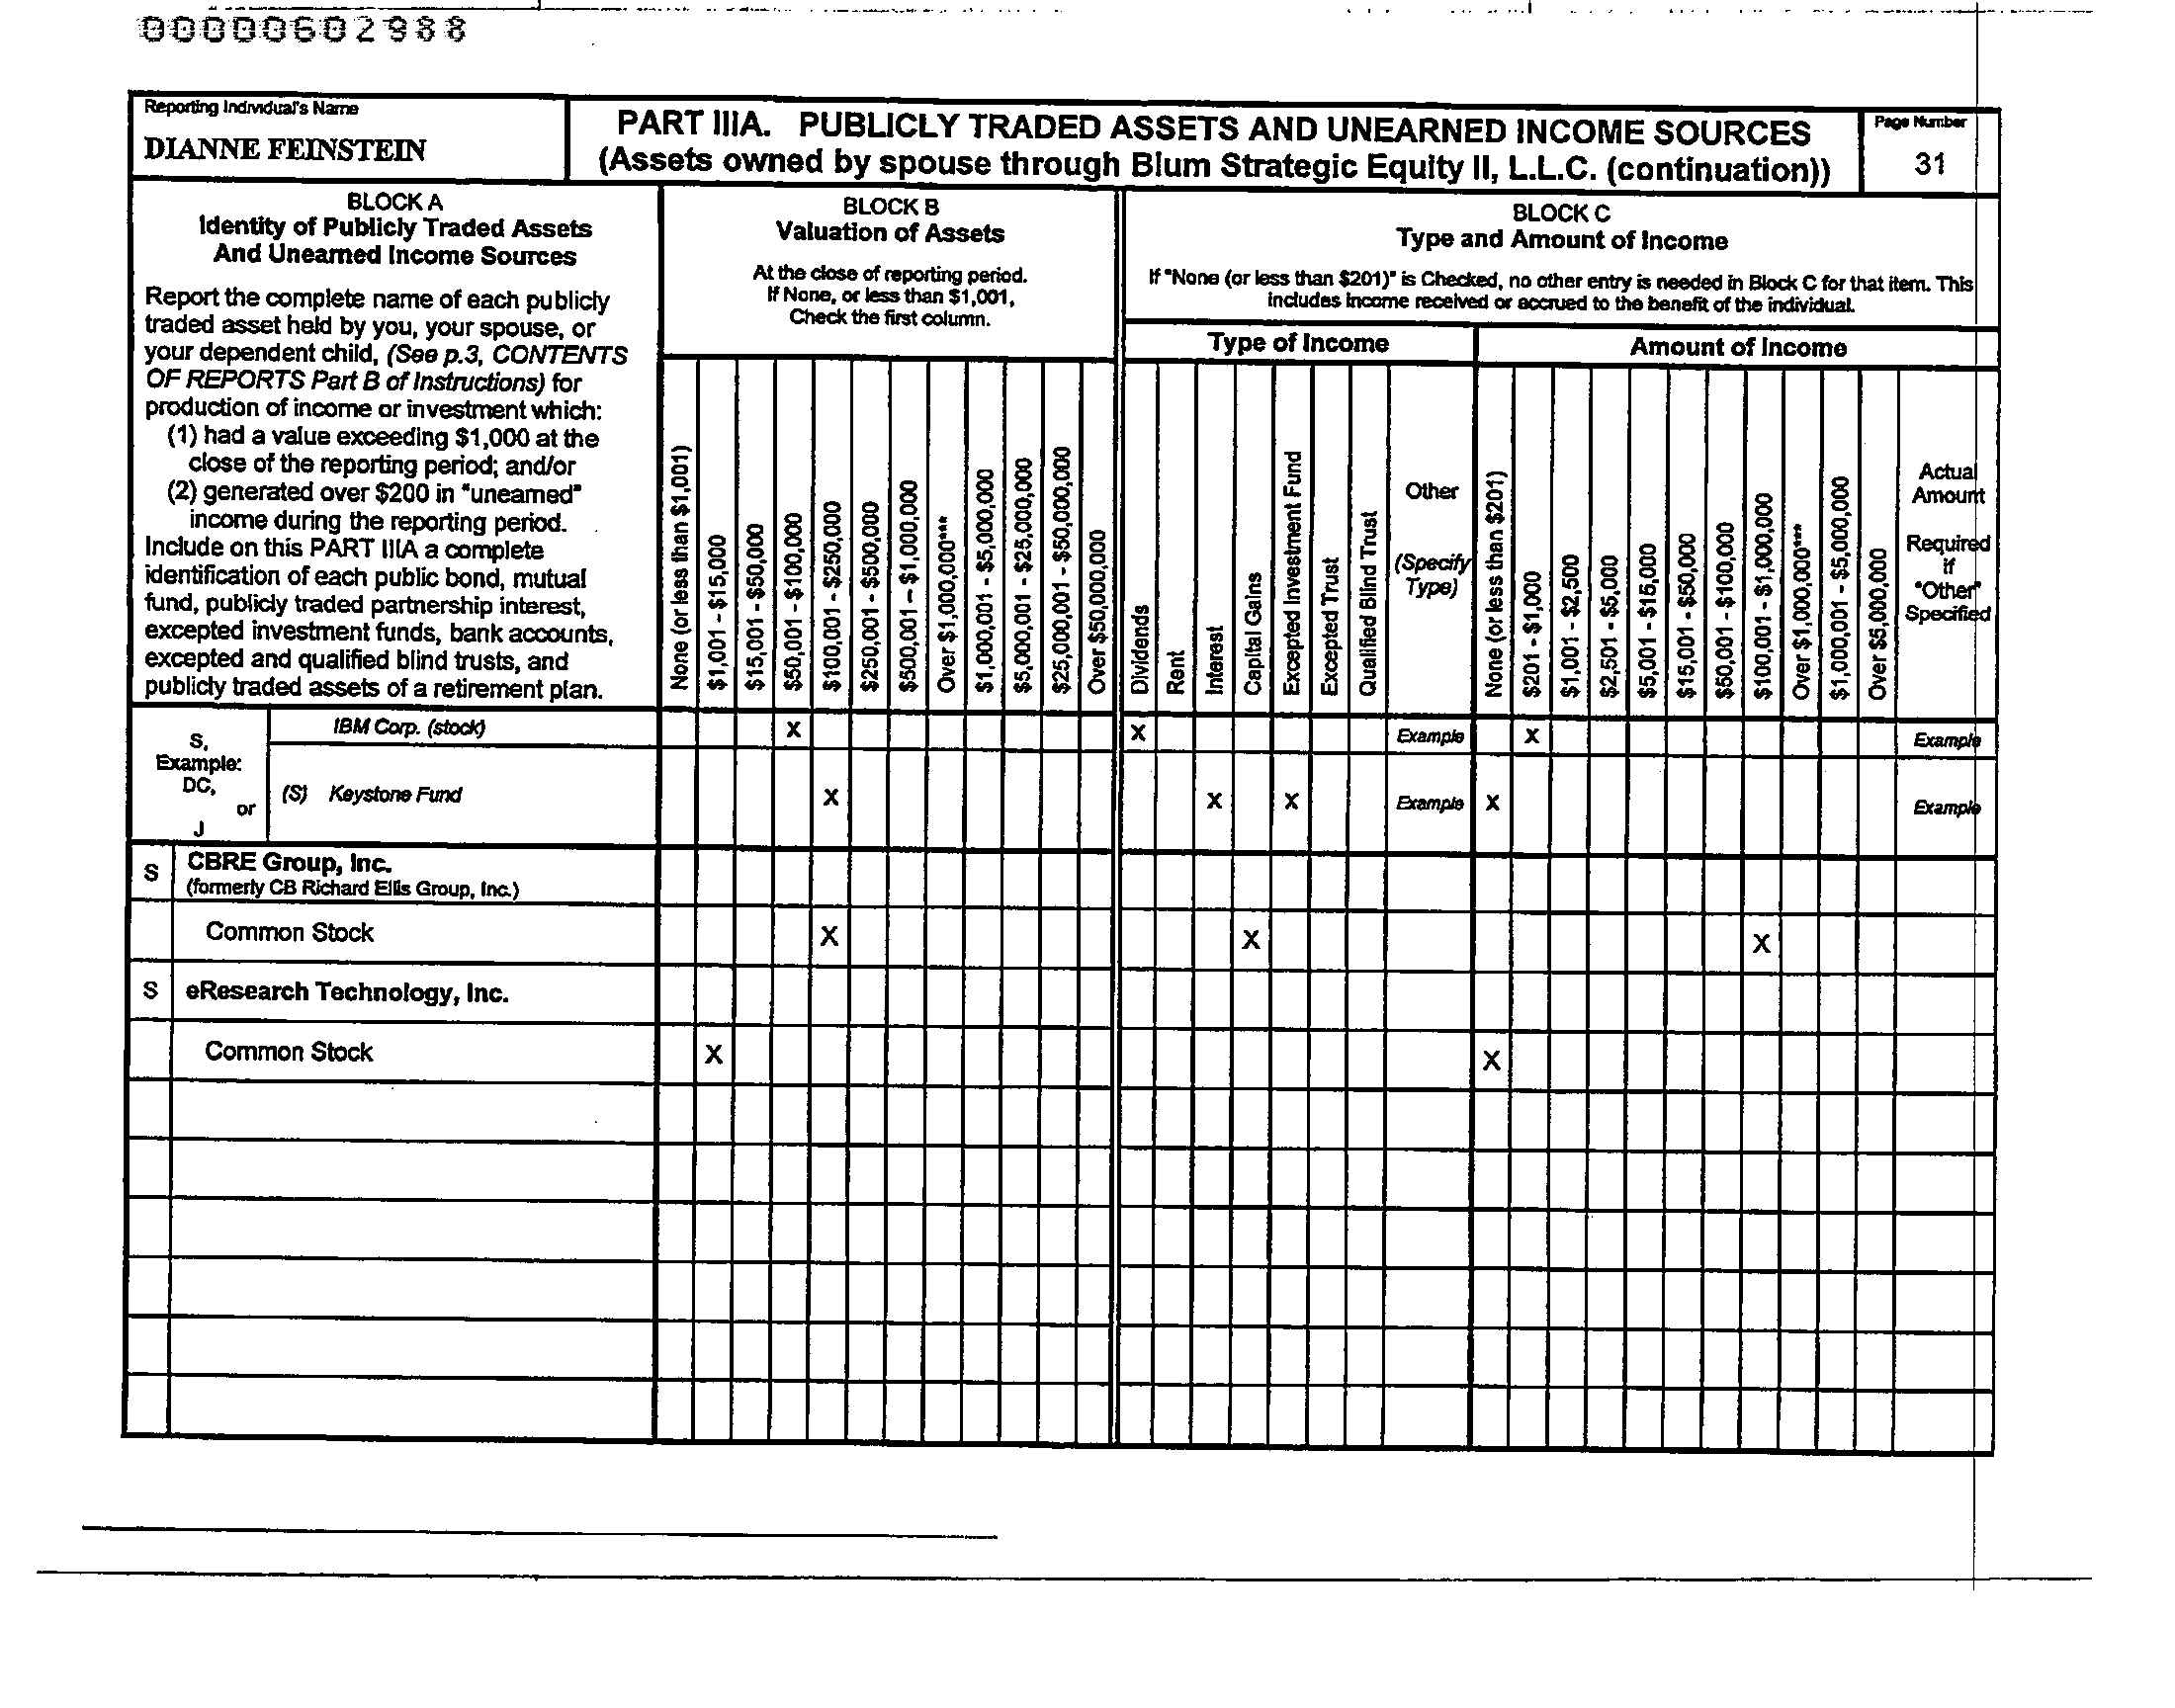 00000602988
Reporting Individual's Name
DIANNE FEINSTEIN
PART IIIA. PUBLICLY TRADED ASSETS AND UNEARNED INCOME SOURCES
(Assets owned by spouse through Blum Strategic Equity II, L.L.C. (continuation))
Page Number
31
BLOCK A
Identity of Publicly Traded Assets
And Unearned Income Sources
Report the complete name of each publicly
traded asset held by you, your spouse, or
your dependent child, (See p.3, CONTENTS
OF REPORTS Part B of Instructions) for
production of income or investment which:
(1) had a value exceeding $1,000 at the
close of the reporting period; and/or
(2) generated over $200 in "unearned"
income during the reporting period.
Include on this PART IIIA a complete
identification of each public bond, mutual
fund, publicly traded partnership interest,
excepted investment funds, bank accounts,
excepted and qualified blind trusts, and
publicly traded assets of a retirement plan.
BLOCK B
Valuation of Assets
At the close of reporting period.
If None, or less than $1,001,
Check the first column.
None (or less than $1,001)
$1,001 - $15,000
$15,001 - $50,000
$50,001 - $100,000
$100,001 - $250,000
$250,001 - $500,000
$500,001 - $1,000,000
Over $1,000,000***
$1,000,001 - $5,000,000
$5,000,001 - $25,000,000
$25,000,001 - $50,000,000
Over $50,000,000
BLOCK C
Type and Amount of Income
If "None (or less than $201)" is Checked, no other entry is needed in Block C for that item. This
includes income received or accrued to the benefit of the individual.
Type of Income
Dividends
Rent
Interest
Capital Gains
Excepted Investment Fund
Excepted Trust
Qualified Blind Trust
Other
(Specify
Type)
Amount of Income
None (or less than $201)
$201 - $1,000
$1,001 - $2,500
$2,501 - $5,000
$5,001 - $15,000
$15,001 - $50,000
$50,001 - $100,000
$100,001 - $1,000,000
Over $1,000,000***
$1,000,001 - $5,000,000
Over $5,000,000
Actual
Amount
Required
if
"Other"
Specified
S,
Example:
DC,
or
J
IBM Corp. (stock) X X Example X Example
(S) Keystone Fund X X X Example X Example
S CBRE Group, Inc.
(formerly CB Richard Ellis Group, Inc.)
Common Stock X X X
S eResearch Technology, Inc.
Common Stock X X